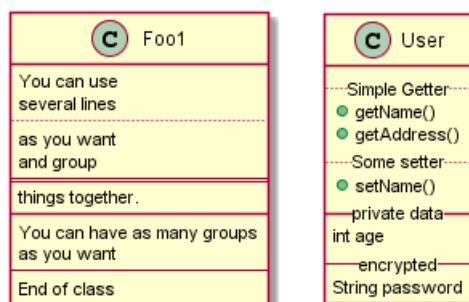 C Foo1
You can use
several lines
as you want
and group
things together.
You can have as many groups
as you want
End of class
C User
Simple Getter
getName()
getAddress()
Some setter
setName()
private data
int age
encrypted
String password